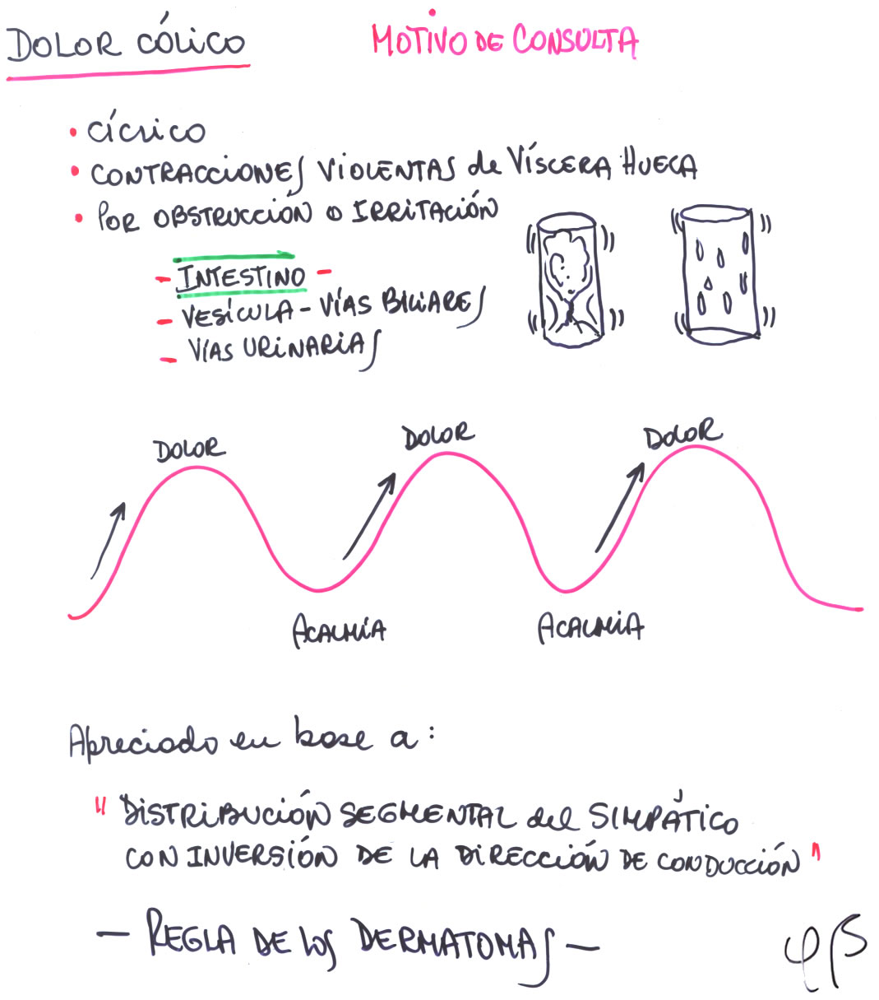 DOLOR CÓLICO
MOTIVO DE CONSULTA
• CÍCLICO
• CONTRACCIONES VIOLENTAS de VÍSCERA HUECA
• POR OBSTRUCCIÓN O IRRITACIÓN
- INTESTINO -
- VESÍCULA - VÍAS BILIARES
- VÍAS URINARIAS
DOLOR
DOLOR
DOLOR
ACALMÍA
ACALMIA
Apreciado en base a:
"DISTRIBUCIÓN SEGMENTAL del SIMPÁTICO
CON INVERSIÓN DE LA DIRECCIÓN DE CONDUCCIÓN"
- REGLA DE LOS DERMATOMAS -